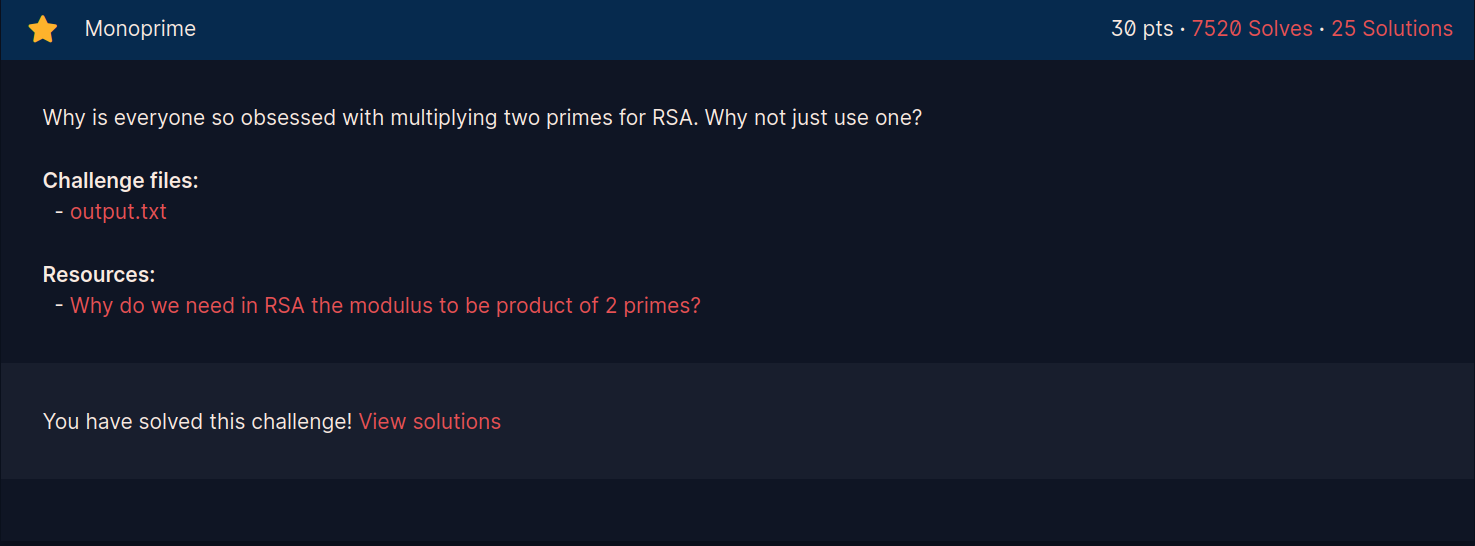 Monoprime 30 pts · 7520 Solves · 25 Solutions
Why is everyone so obsessed with multiplying two primes for RSA. Why not just use one?
Challenge files:
- output.txt
Resources:
- Why do we need in RSA the modulus to be product of 2 primes?
You have solved this challenge! View solutions